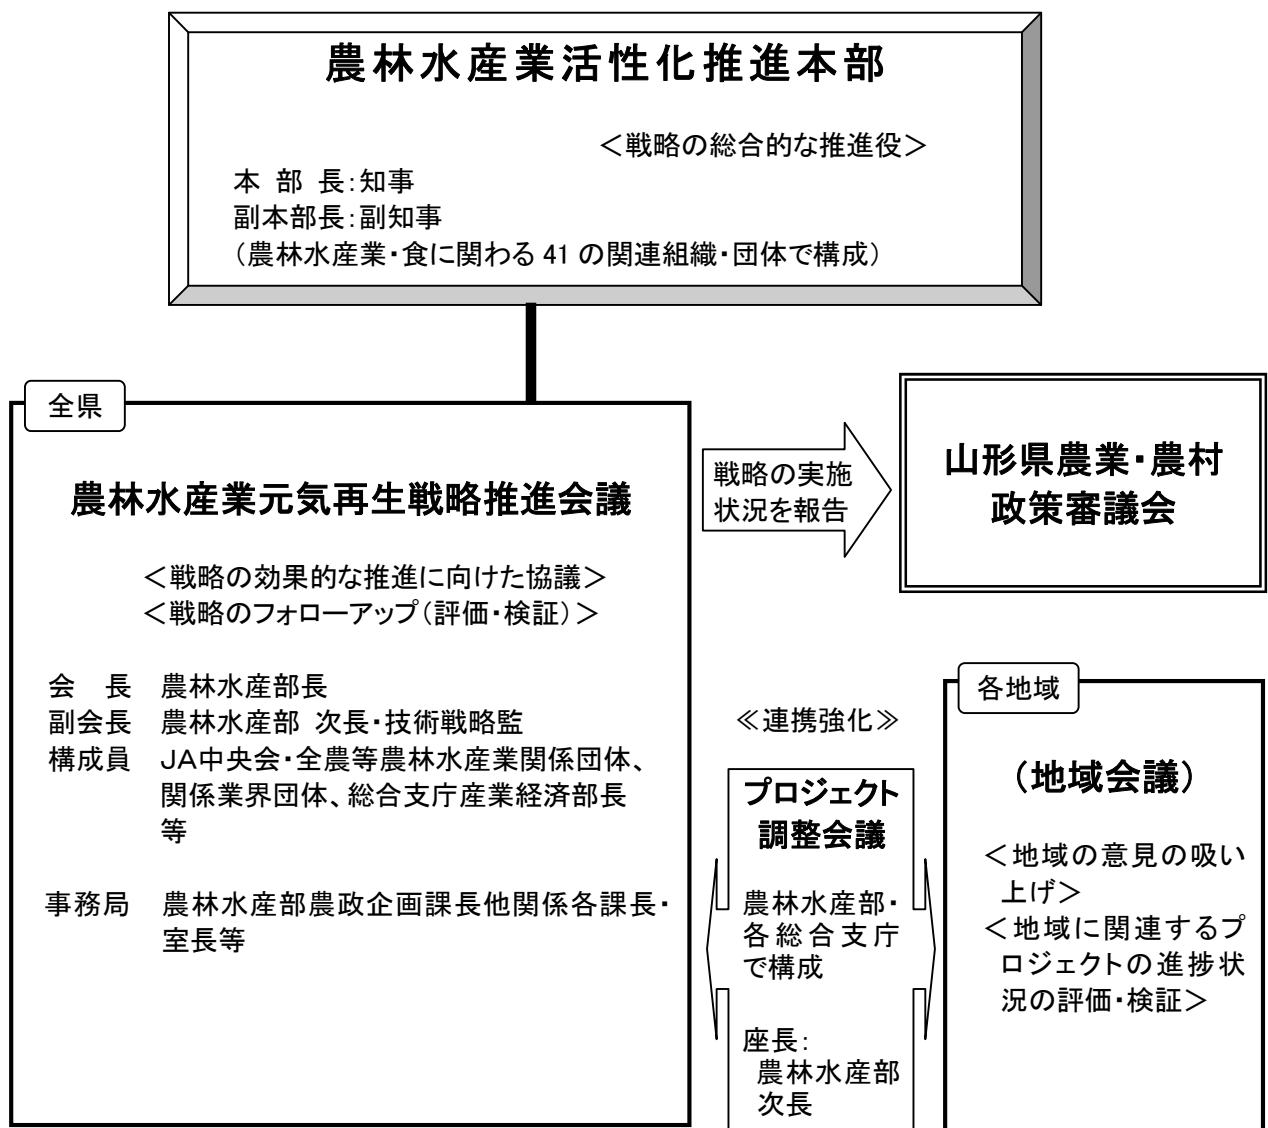 農林水産業活性化推進本部
＜戦略の総合的な推進役＞
本 部 長：知事
副本部長：副知事
（農林水産業・食に関わる 41 の関連組織・団体で構成）
全県
農林水産業元気再生戦略推進会議
＜戦略の効果的な推進に向けた協議＞
＜戦略のフォローアップ（評価・検証）＞
会　長　農林水産部長
副会長　農林水産部 次長・技術戦略監
構成員　JA中央会・全農等農林水産業関係団体、
関係業界団体、総合支庁産業経済部長
等
事務局　農林水産部農政企画課長他関係各課長・
室長等
戦略の実施
状況を報告
山形県農業・農村
政策審議会
≪連携強化≫
プロジェクト
調整会議
農林水産部・
各総合支庁
で構成
座長：
農林水産部
次長
各地域
（地域会議）
＜地域の意見の吸い
上げ＞
＜地域に関連するプ
ロジェクトの進捗状
況の評価・検証＞